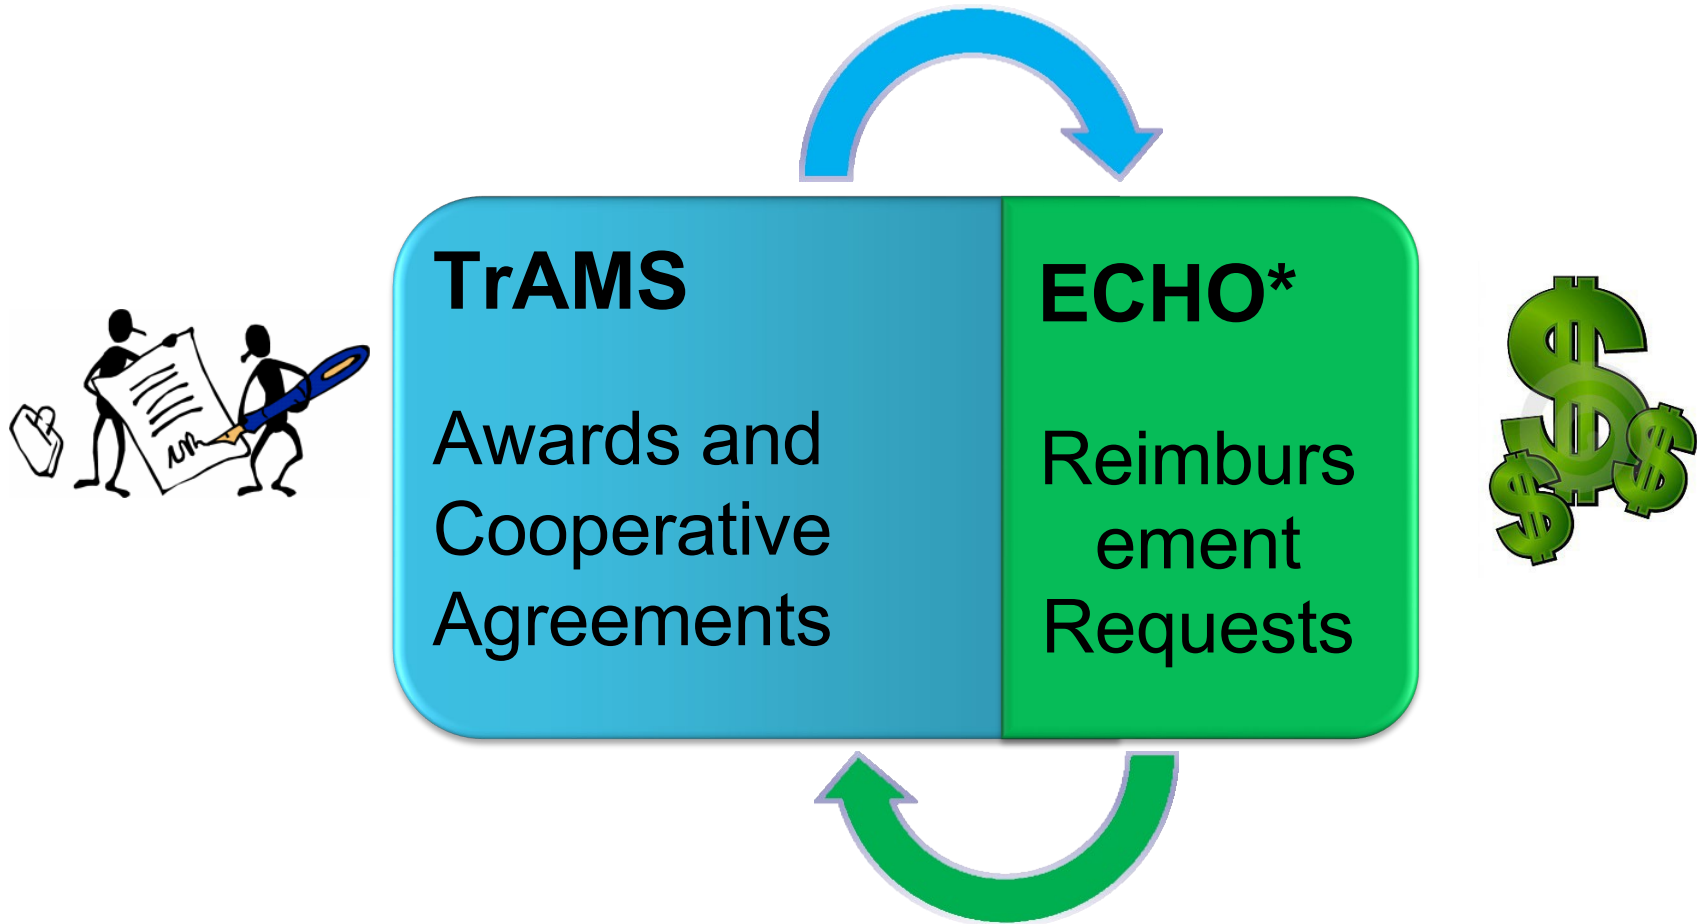 TrAMS
Awards and
Cooperative
Agreements
ECHO*
Reimburs
ement
Requests